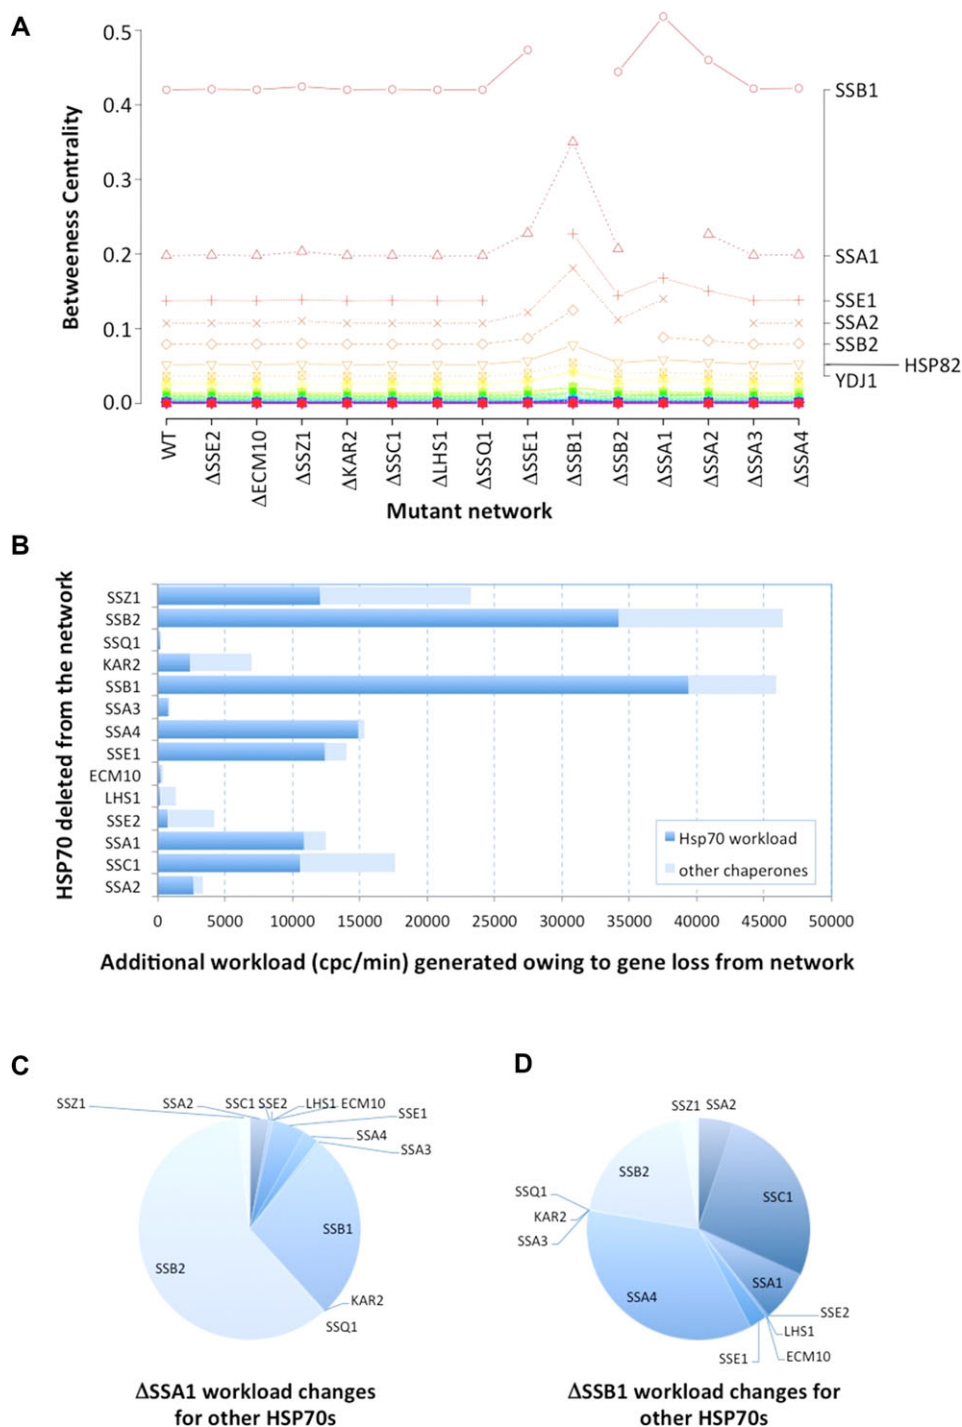 A
Betweeness Centrality
0.5
0.4
0.3
0.2
0.1
0.0
SSB1
SSA1
SSE1
SSA2
SSB2
HSP82
YDJ1
WT
ΔSSE2
ΔECM10
ΔSSZ1
ΔKAR2
ΔSSC1
ΔLHS1
ΔSSQ1
ΔSSE1
ΔSSB1
ΔSSB2
ΔSSA1
ΔSSA2
ΔSSA3
ΔSSA4
Mutant network
B
HSP70 deleted from the network
SSZ1
SSB2
SSQ1
KAR2
SSB1
SSA3
SSA4
SSE1
ECM10
LHS1
SSE2
SSA1
SSC1
SSA2
Hsp70 workload
other chaperones
0 5000 10000 15000 20000 25000 30000 35000 40000 45000 50000
Additional workload (cpc/min) generated owing to gene loss from network
C
SSZ1 SSA2 SSC1 SSE2 LHS1 ECM10
SSE1
SSA4
SSA3
SSB1
SSB2
KAR2
SSQ1
ΔSSA1 workload changes
for other HSP70s
D
SSZ1 SSA2
SSB2
SSC1
SSQ1
KAR2
SSA3
SSA1
SSA4
SSE2
LHS1
ECM10
SSE1
ΔSSB1 workload changes for
other HSP70s